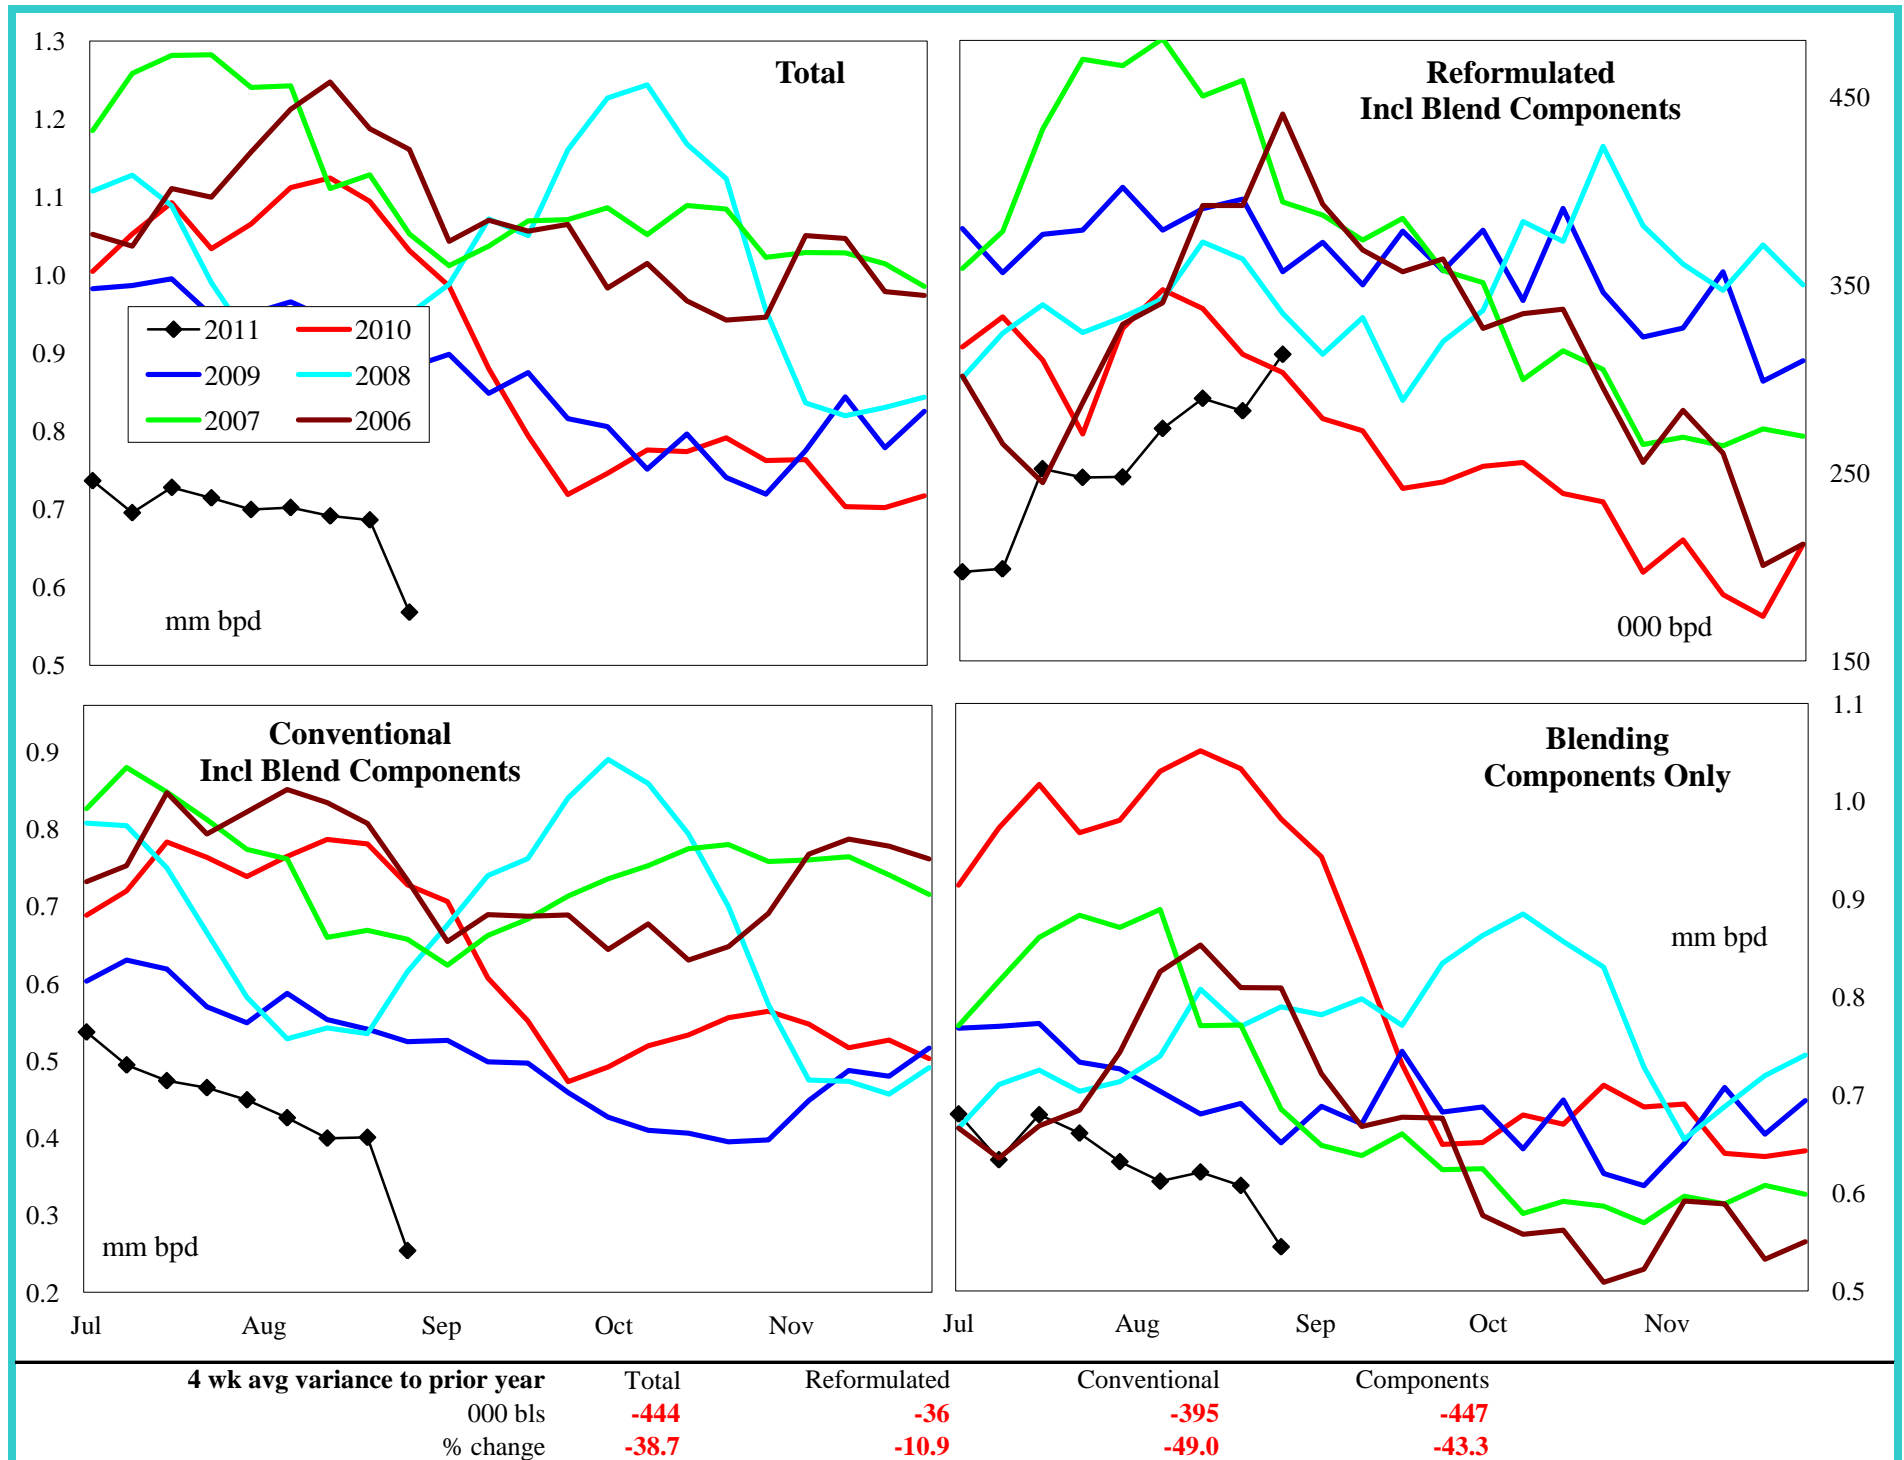 Total
1.3
1.2
1.1
1.0
0.9
0.8
0.7
0.6
0.5
2011 2010
2009 2008
2007 2006
mm bpd
Reformulated
Incl Blend Components
450
350
250
150
000 bpd
Conventional
Incl Blend Components
0.9
0.8
0.7
0.6
0.5
0.4
0.3
0.2
mm bpd
Jul Aug Sep Oct Nov
Blending
Components Only
1.1
1.0
0.9
0.8
0.7
0.6
0.5
mm bpd
Jul Aug Sep Oct Nov
4 wk avg variance to prior year Total Reformulated Conventional Components
000 bls -444 -36 -395 -447
% change -38.7 -10.9 -49.0 -43.3